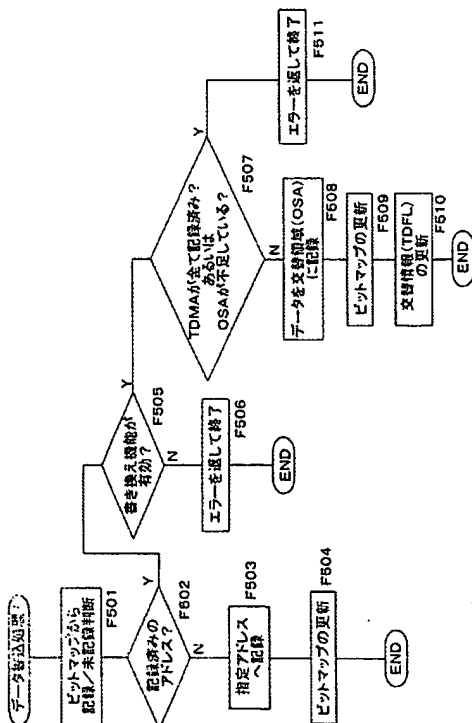 データ書込処理
ビットマップから
記録／未記録判断
F501
記録済みの
アドレス？
F502
Y
N
指定アドレス
へ記録
F503
ビットマップの更新
F504
END
書き換え機能が
有効？
F505
Y
N
エラーを返して終了
F506
END
TDMAが全て記録済み？
あるいは
OSAが不足している？
F507
Y
N
データを交替領域(OSA)
に記録
F508
ビットマップの更新
F509
交替情報(TDFL)
の更新
F510
END
エラーを返して終了
F511
END